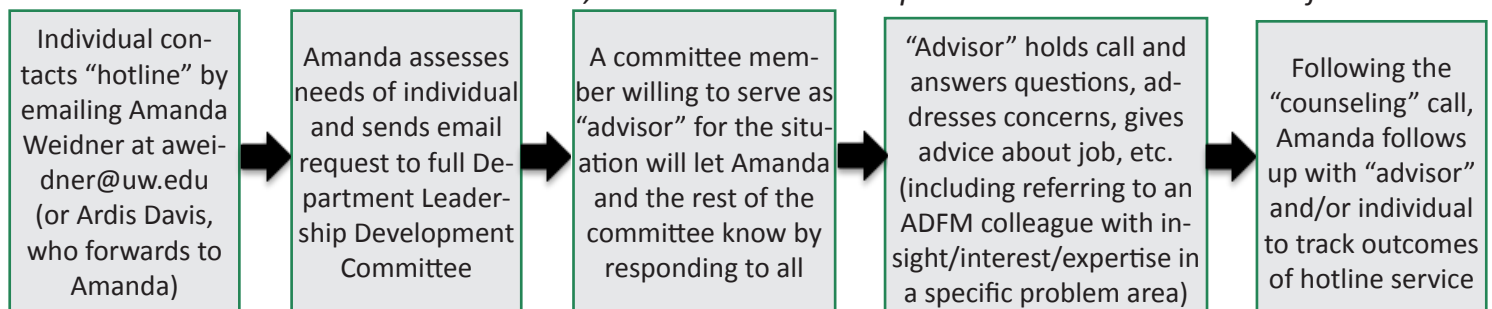 Individual con-
tacts “hotline” by
emailing Amanda
Weidner at awei-
dner@uw.edu
(or Ardis Davis,
who forwards to
Amanda)
Amanda assesses
needs of individual
and sends email
request to full De-
partment Leader-
ship Development
Committee
A committee mem-
ber willing to serve as
“advisor” for the situ-
ation will let Amanda
and the rest of the
committee know by
responding to all
“Advisor” holds call and
answers questions, ad-
dresses concerns, gives
advice about job, etc.
(including referring to an
ADFM colleague with in-
sight/interest/expertise in
a specific problem area)
Following the
“counseling” call,
Amanda follows
up with “advisor”
and/or individual
to track outcomes
of hotline service